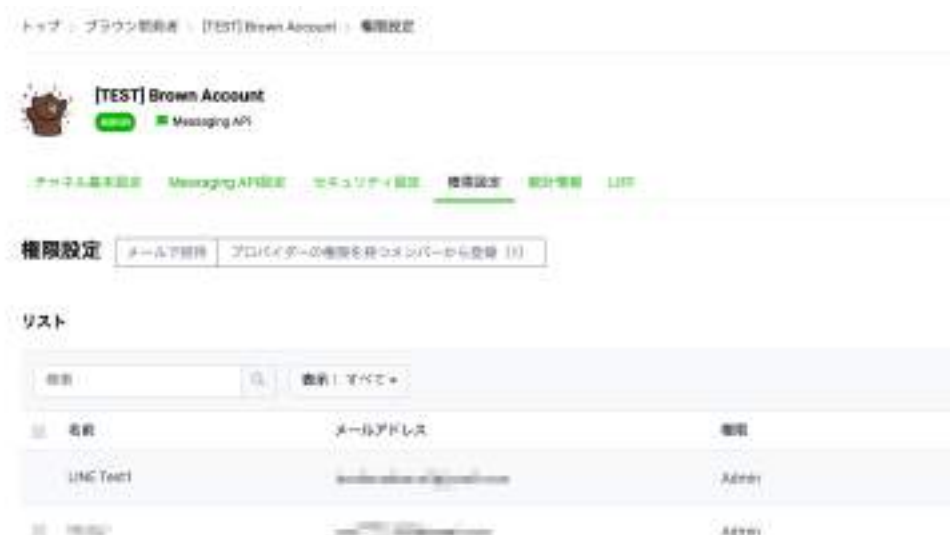 トップ ブラウン開発者 [TEST] Brown Account 権限設定
[TEST] Brown Account
Admin Messaging API
チャネル基本設定 Messaging API設定 セキュリティ設定 権限設定 統計情報 LIFF
権限設定 メールで招待 プロバイダーの権限を持つメンバーから登録 (1)
リスト
検索 表示: すべて
名前 メールアドレス 権限
LINE Test1 Admin
Admin